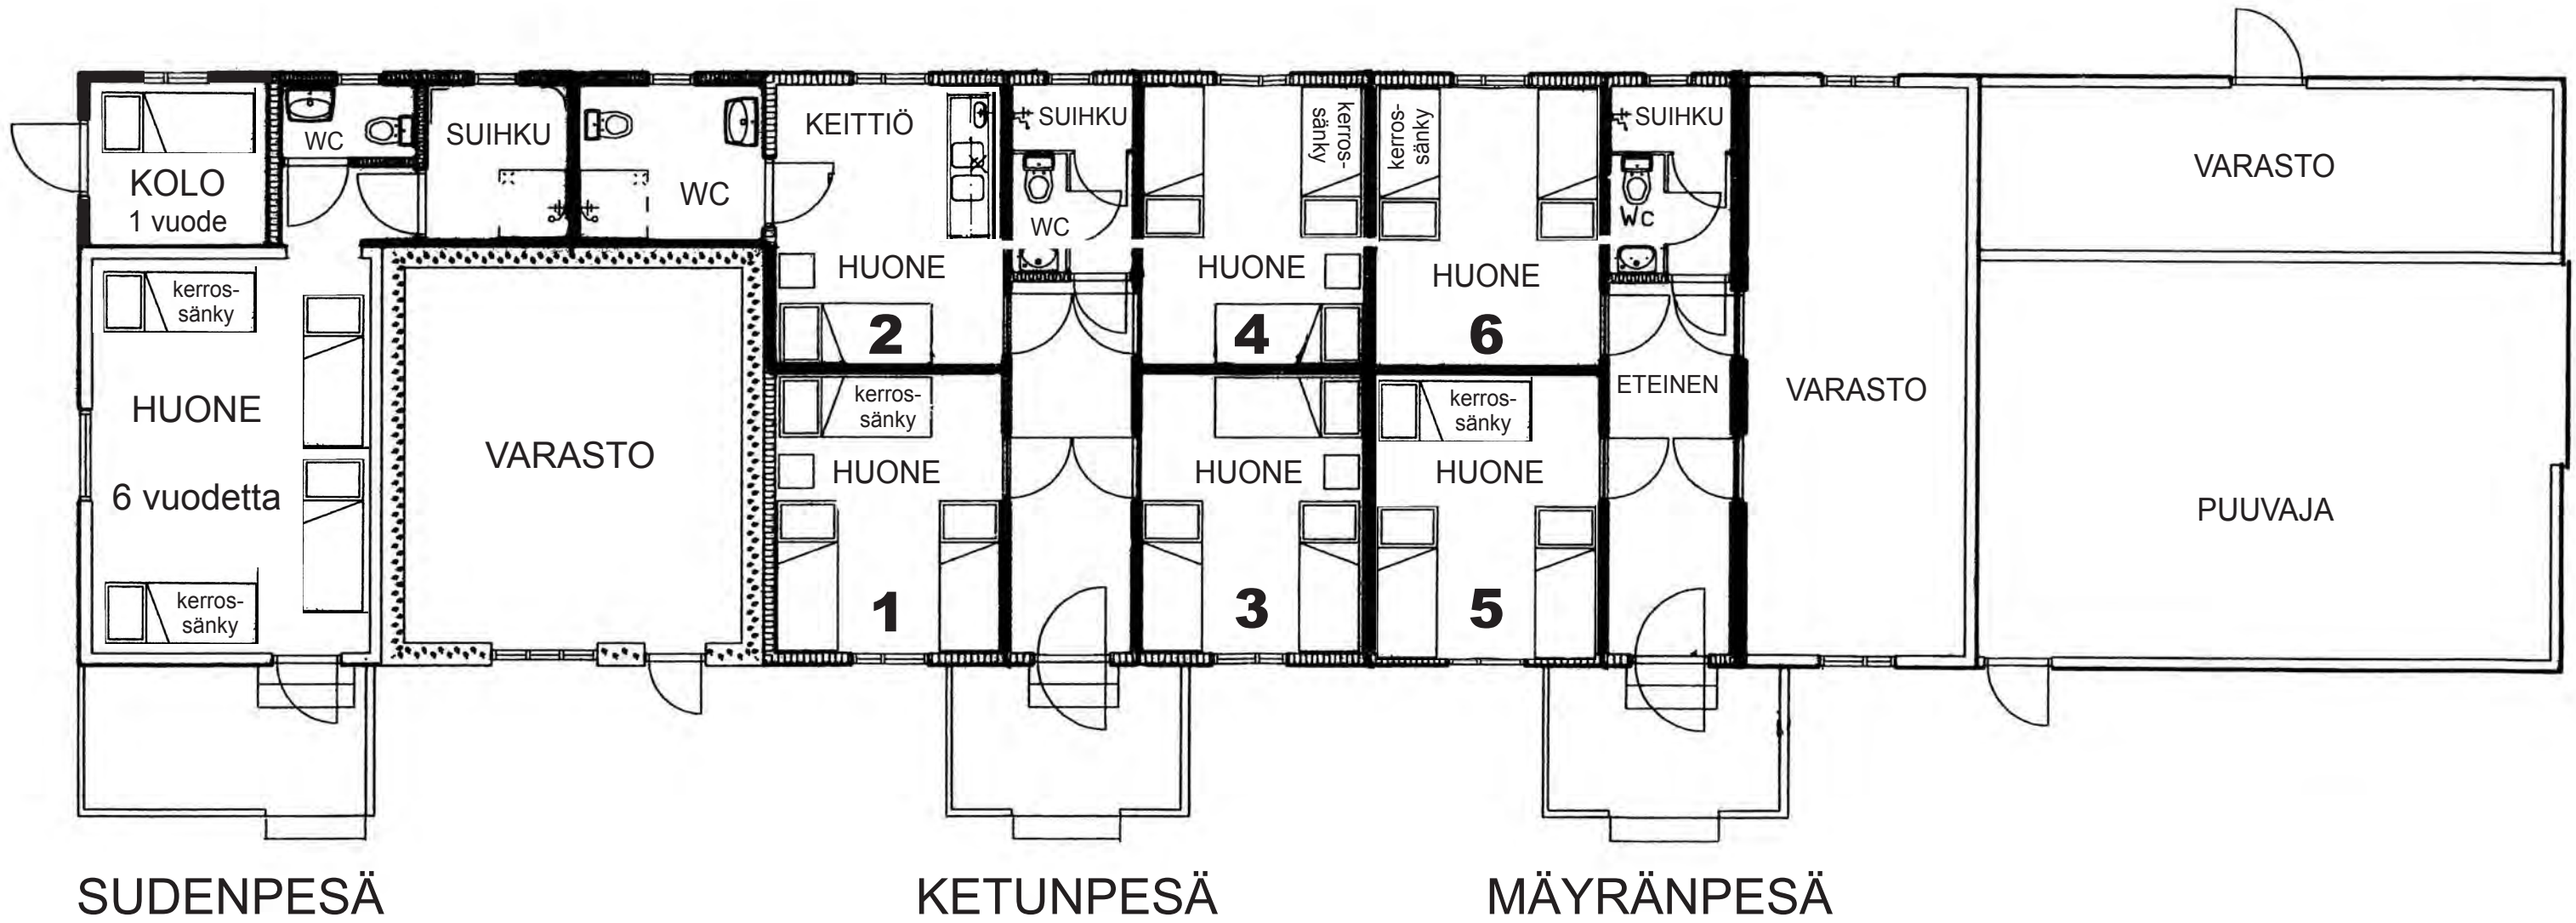 KOLO
1 vuode
WC
SUIHKU
WC
KEITTIÖ
HUONE
2
SUIHKU
WC
kerros-
sänky
HUONE
4
kerros-
sänky
HUONE
6
SUIHKU
Wc
VARASTO
kerros-
sänky
HUONE
6 vuodetta
kerros-
sänky
VARASTO
kerros-
sänky
HUONE
1
HUONE
3
kerros-
sänky
HUONE
5
ETEINEN
VARASTO
PUUVAJA
SUDENPESÄ
KETUNPESÄ
MÄYRÄNPESÄ